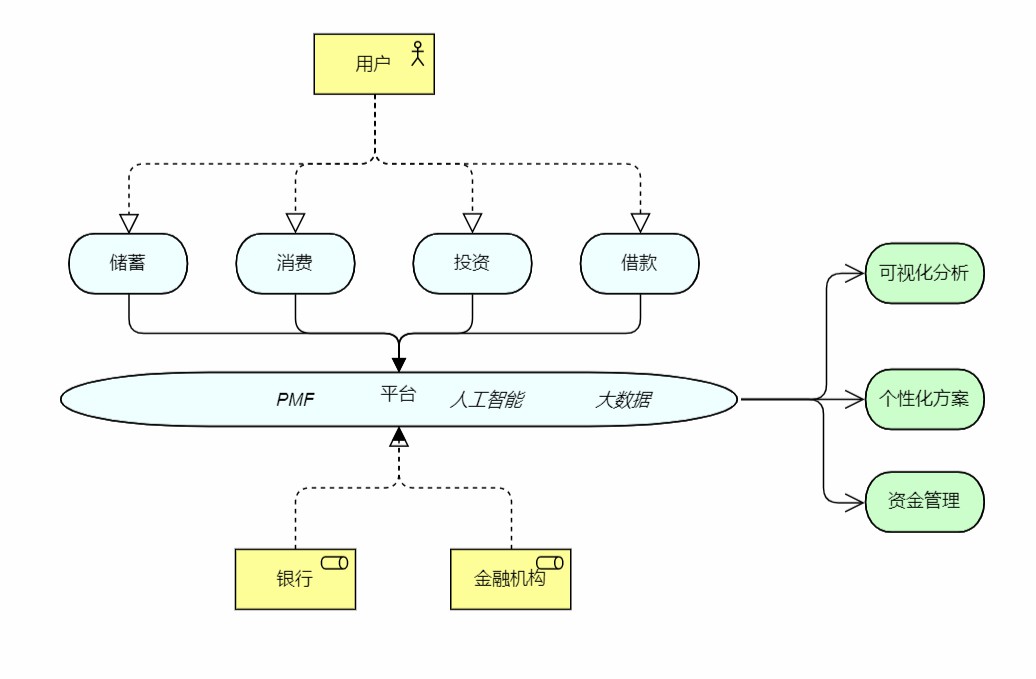 用户
储蓄
消费
投资
借款
可视化分析
平台
PMF
人工智能
大数据
个性化方案
资金管理
银行
金融机构